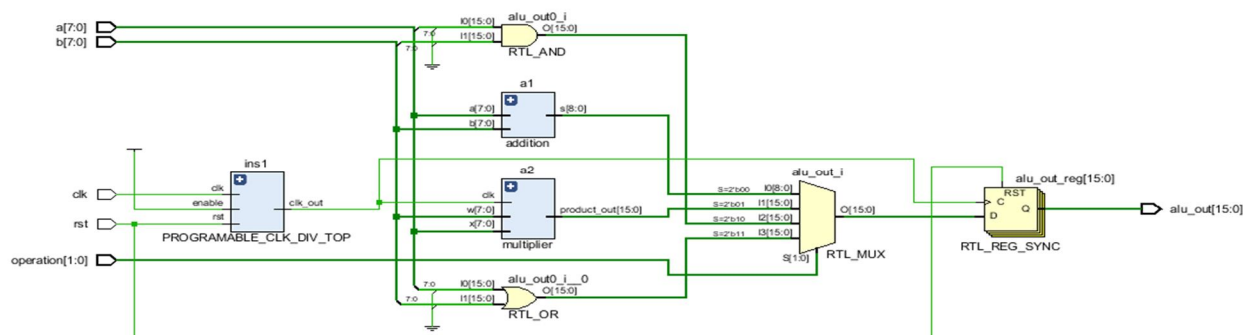 a[7:0]
b[7:0]
clk
rst
operation[1:0]
ins1
clk
enable
rst
clk_out
PROGRAMABLE_CLK_DIV_TOP
alu_out0_i
7:0
I0[15:0]
7:0
I1[15:0]
O[15:0]
RTL_AND
a1
a[7:0]
b[7:0]
s[8:0]
addition
a2
clk
w[7:0]
x[7:0]
product_out[15:0]
multiplier
alu_out0_i__0
7:0
I0[15:0]
7:0
I1[15:0]
O[15:0]
RTL_OR
alu_out_i
S=2'b00
I0[8:0]
S=2'b01
I1[15:0]
S=2'b10
I2[15:0]
S=2'b11
I3[15:0]
S[1:0]
O[15:0]
RTL_MUX
alu_out_reg[15:0]
RST
C
D
Q
RTL_REG_SYNC
alu_out[15:0]